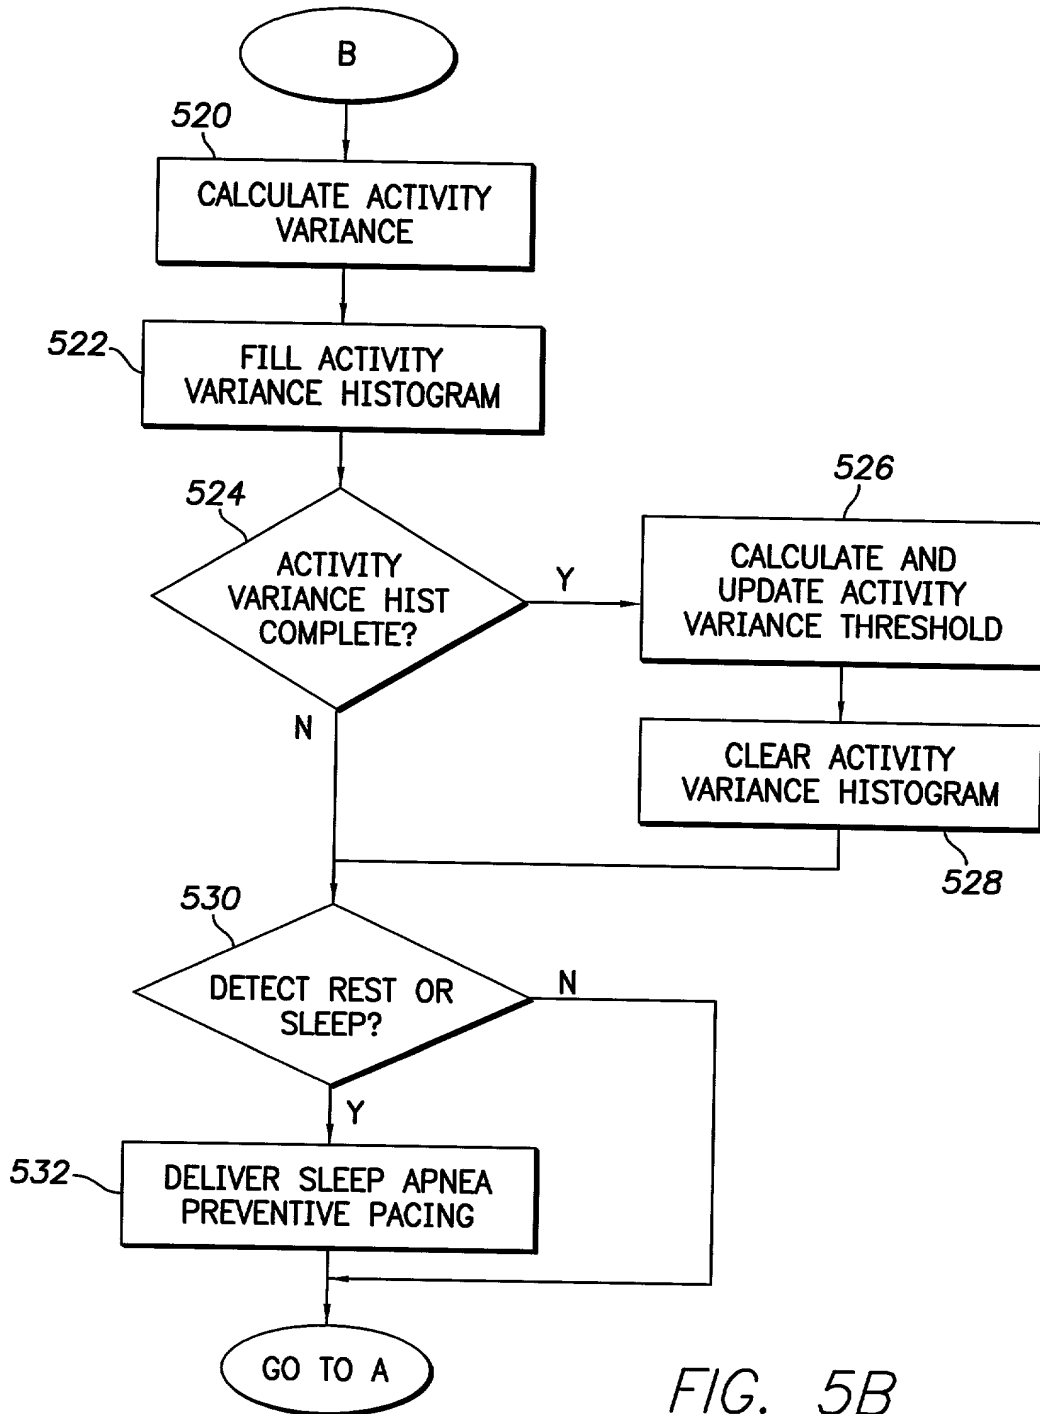 B
520
CALCULATE ACTIVITY
VARIANCE
522
FILL ACTIVITY
VARIANCE HISTOGRAM
524
ACTIVITY
VARIANCE HIST
COMPLETE?
Y
N
526
CALCULATE AND
UPDATE ACTIVITY
VARIANCE THRESHOLD
CLEAR ACTIVITY
VARIANCE HISTOGRAM
528
530
DETECT REST OR
SLEEP?
N
Y
532
DELIVER SLEEP APNEA
PREVENTIVE PACING
GO TO A
FIG. 5B